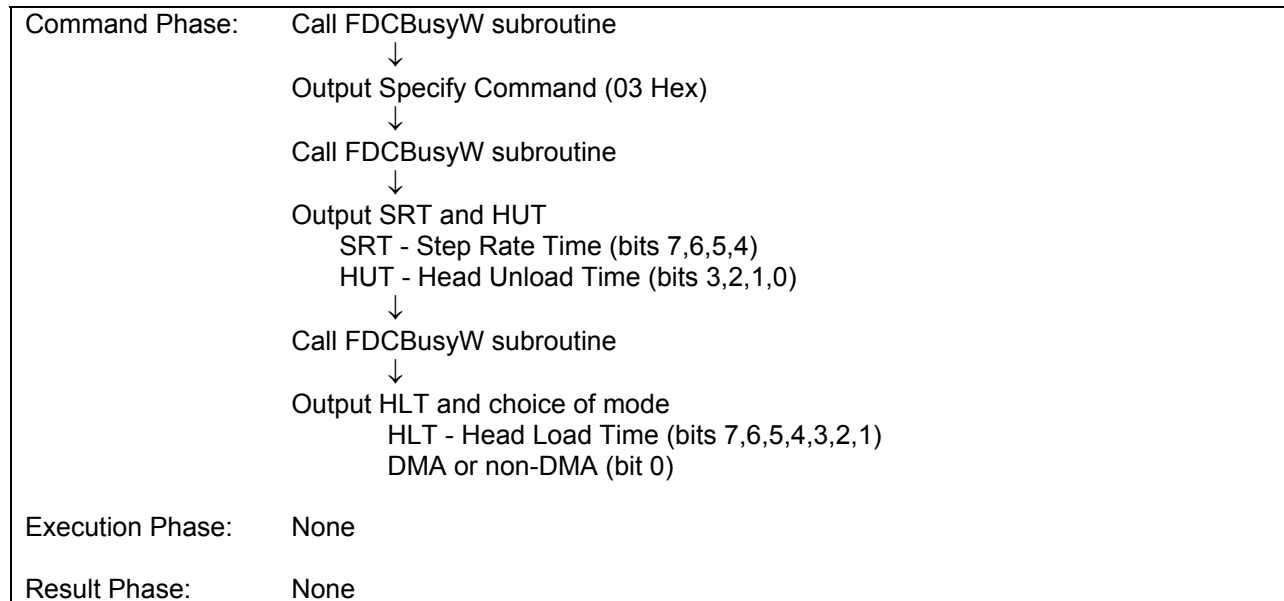 Command Phase: Call FDCBusyW subroutine
↓
Output Specify Command (03 Hex)
↓
Call FDCBusyW subroutine
↓
Output SRT and HUT
SRT - Step Rate Time (bits 7,6,5,4)
HUT - Head Unload Time (bits 3,2,1,0)
↓
Call FDCBusyW subroutine
↓
Output HLT and choice of mode
HLT - Head Load Time (bits 7,6,5,4,3,2,1)
DMA or non-DMA (bit 0)
Execution Phase: None
Result Phase: None